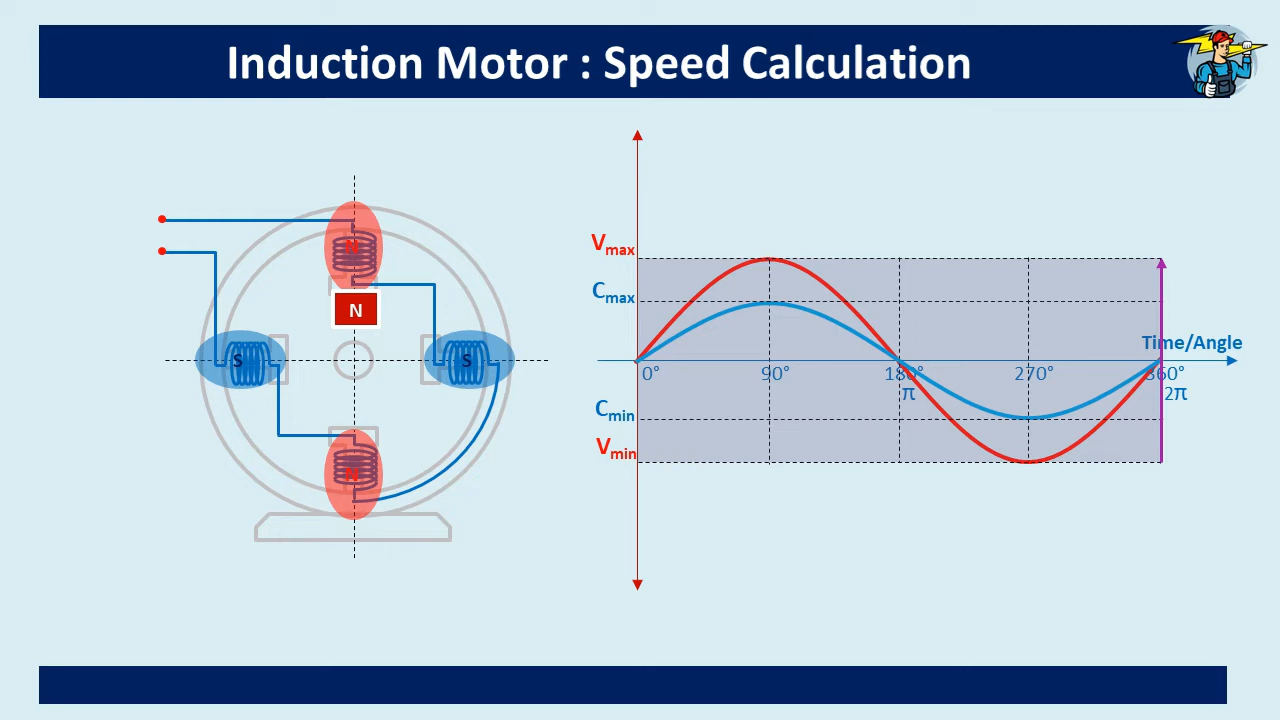 Induction Motor : Speed Calculation
N
N
S
S
N
Vmax
Cmax
Time/Angle
0° 90° 180° 270° 360°
π 2π
Cmin
Vmin